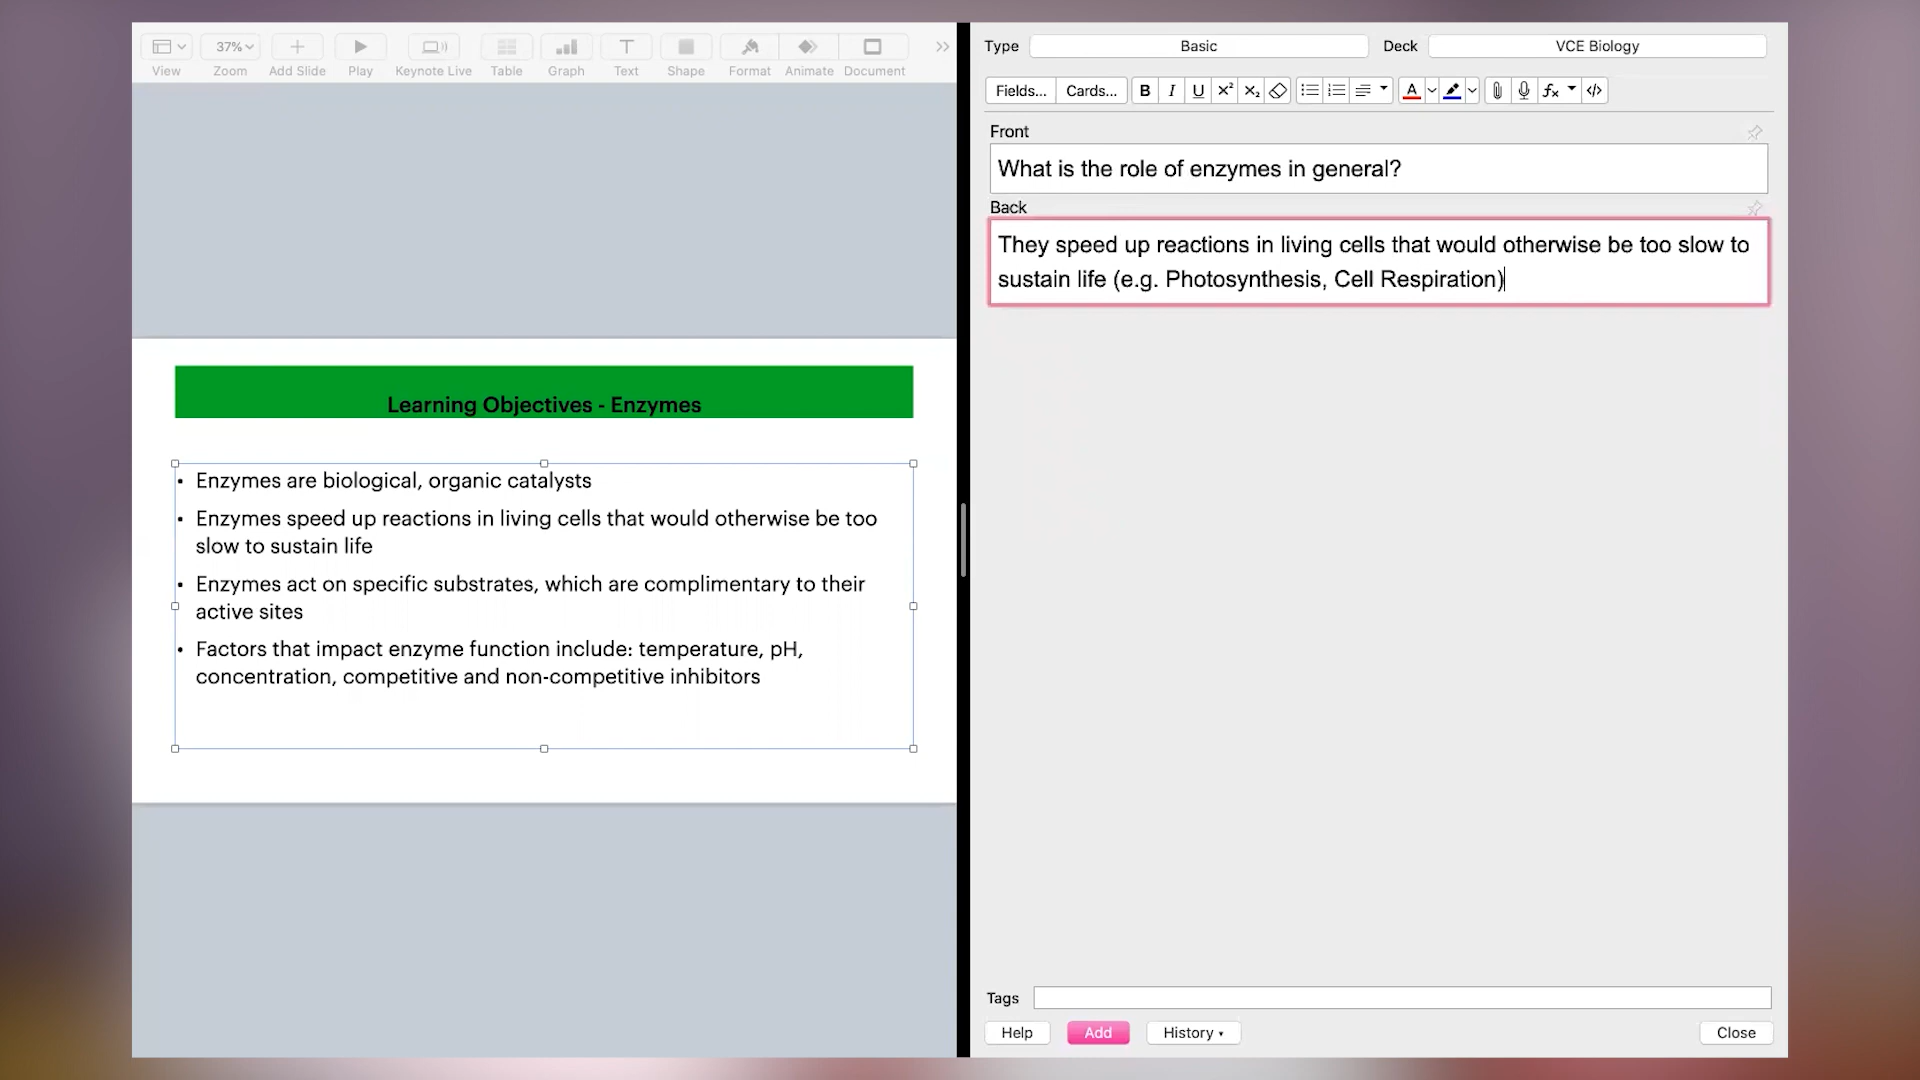 37%
View
Zoom
Add Slide
Play
Keynote Live
Table
Graph
Text
Shape
Format
Animate
Document
Learning Objectives - Enzymes
• Enzymes are biological, organic catalysts
• Enzymes speed up reactions in living cells that would otherwise be too
slow to sustain life
• Enzymes act on specific substrates, which are complimentary to their
active sites
• Factors that impact enzyme function include: temperature, pH,
concentration, competitive and non-competitive inhibitors
Type Basic Deck VCE Biology
Fields... Cards... B I U x² x₂ A fx </>
Front
What is the role of enzymes in general?
Back
They speed up reactions in living cells that would otherwise be too slow to
sustain life (e.g. Photosynthesis, Cell Respiration)
Tags
Help Add History Close